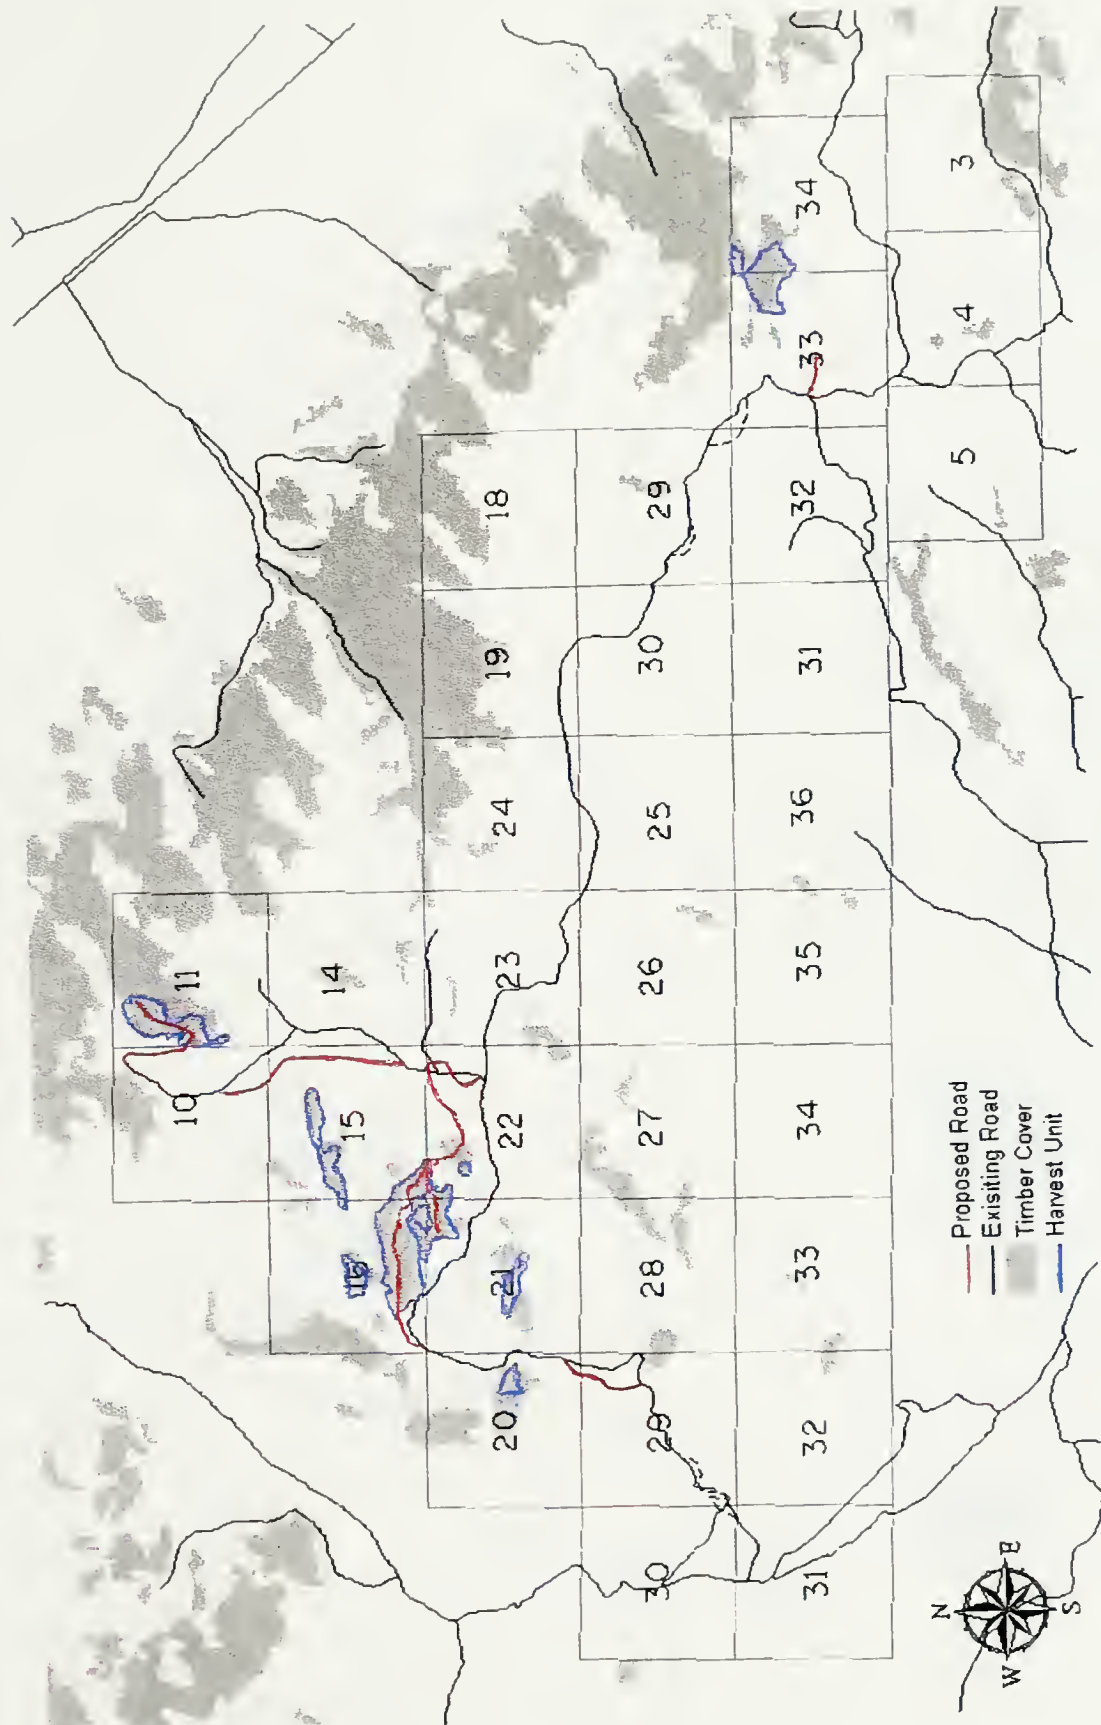 10 11
16 15 14
20 21 22 23 24 19 18
30 29 28 27 26 25 30 29
31 32 33 34 35 36 31 32 33 34
5 4 3
N
W E
S
Proposed Road
Exisiting Road
Timber Cover
Harvest Unit